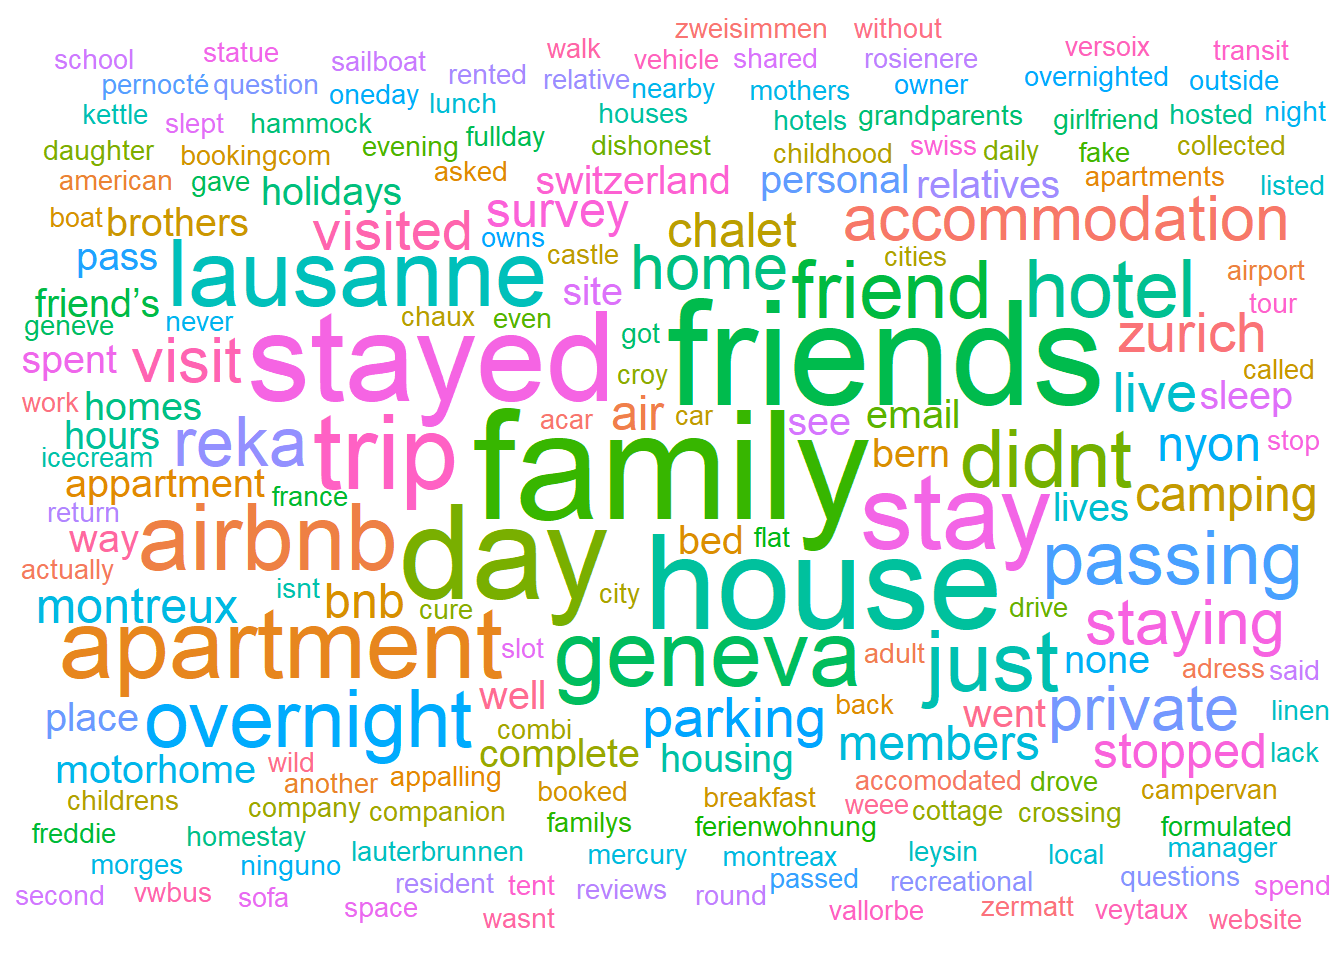 zweisimmen without
school statue sailboat walk vehicle shared rosienere versoix transit
pernocté question oneday rented relative nearby mothers owner overnighted outside
kettle slept hammock lunch fullday houses hotels grandparents girlfriend hosted night
daughter bookingcom evening dishonest childhood swiss daily fake collected
american gave holidays asked switzerland personal relatives apartments listed
boat brothers visited survey owns chalet accommodation
pass lausanne castle home friend cities hotel airport
friend’s site tour
geneve never chaux even got friends zurich
spent visit stayed croy live sleep called
work homes acar air car see email
hours reka trip family bern didnt nyon stop
icecream
appartment france stay lives camping
return way airbnb day bed flat passing
actually isnt bnb cure city house drive
montreux staying
apartment slot geneva adult just none adress said
place overnight well parking back went private linen
combi complete housing members stopped lack
motorhome wild another appalling accomodated drove
childrens company companion booked breakfast weee cottage crossing campervan
freddie homestay familys ferienwohnung formulated
morges ninguno lauterbrunnen mercury montreax leysin local manager
second vwbus sofa resident tent reviews round passed recreational questions spend
space wasnt vallorbe zermatt veytaux website